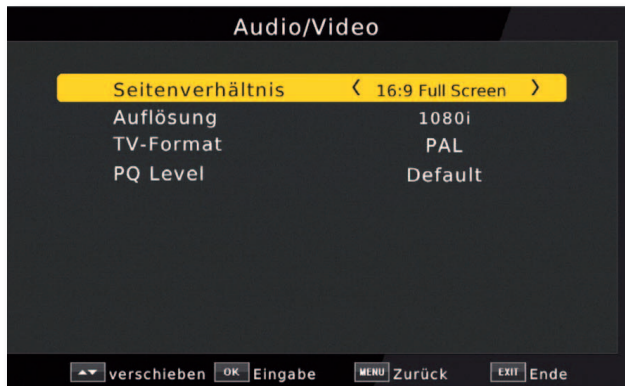 Audio/Video
Seitenverhältnis < 16:9 Full Screen >
Auflösung 1080i
TV-Format PAL
PQ Level Default
▲▼ verschieben OK Eingabe MENU Zurück EXIT Ende